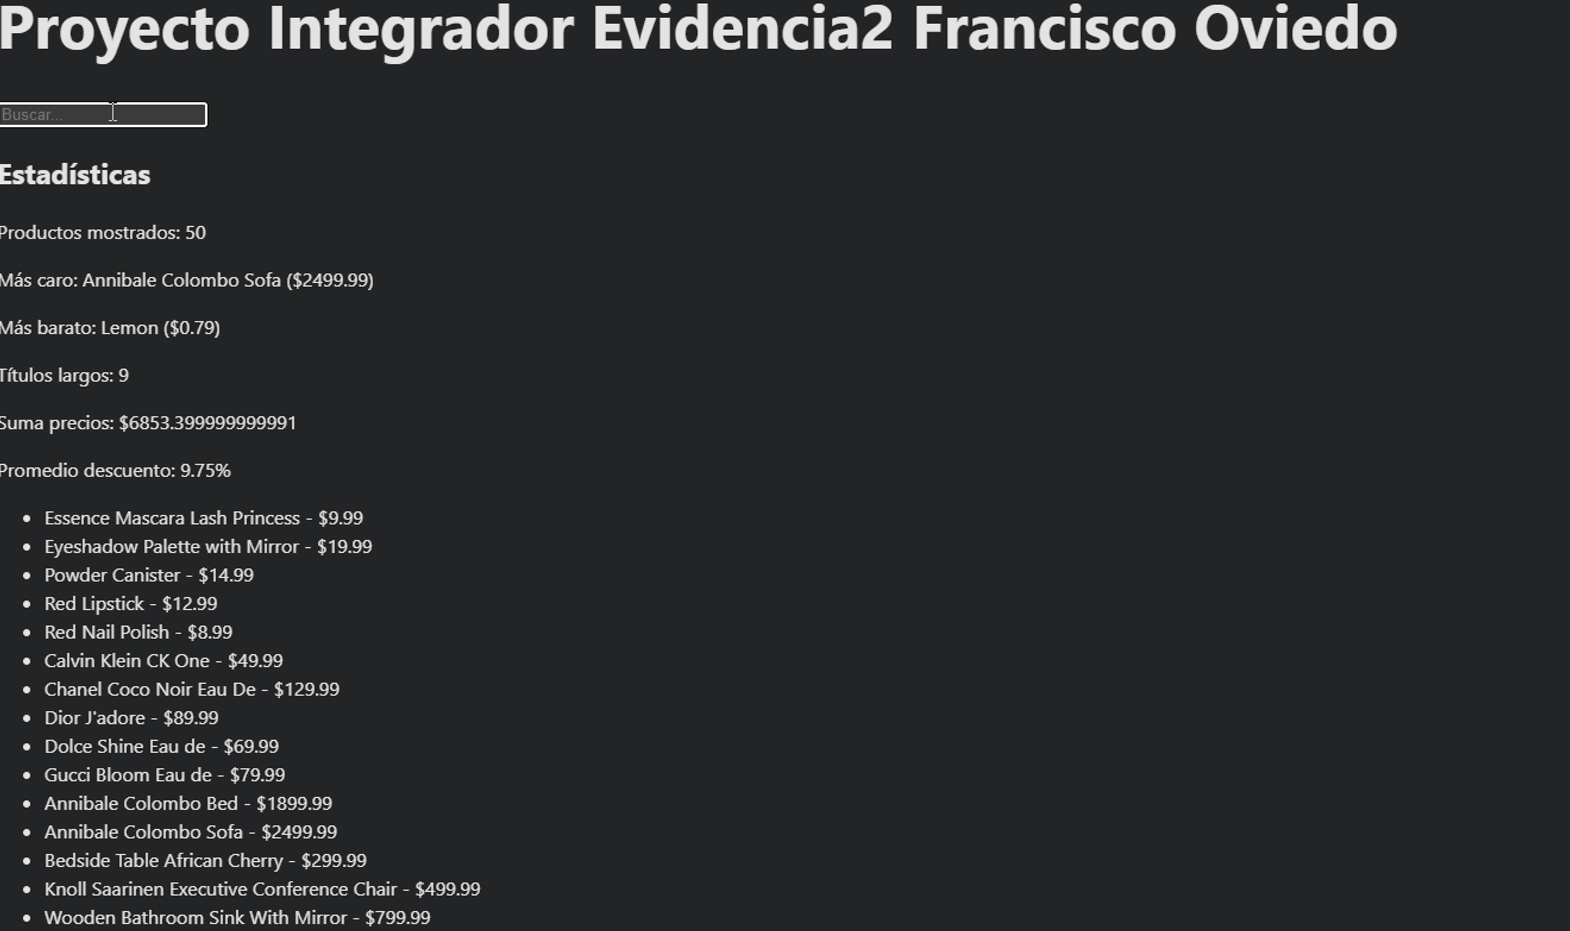 Proyecto Integrador Evidencia2 Francisco Oviedo
Buscar...
Estadísticas
Productos mostrados: 50
Más caro: Annibale Colombo Sofa ($2499.99)
Más barato: Lemon ($0.79)
Títulos largos: 9
Suma precios: $6853.399999999991
Promedio descuento: 9.75%
• Essence Mascara Lash Princess - $9.99
• Eyeshadow Palette with Mirror - $19.99
• Powder Canister - $14.99
• Red Lipstick - $12.99
• Red Nail Polish - $8.99
• Calvin Klein CK One - $49.99
• Chanel Coco Noir Eau De - $129.99
• Dior J'adore - $89.99
• Dolce Shine Eau de - $69.99
• Gucci Bloom Eau de - $79.99
• Annibale Colombo Bed - $1899.99
• Annibale Colombo Sofa - $2499.99
• Bedside Table African Cherry - $299.99
• Knoll Saarinen Executive Conference Chair - $499.99
• Wooden Bathroom Sink With Mirror - $799.99